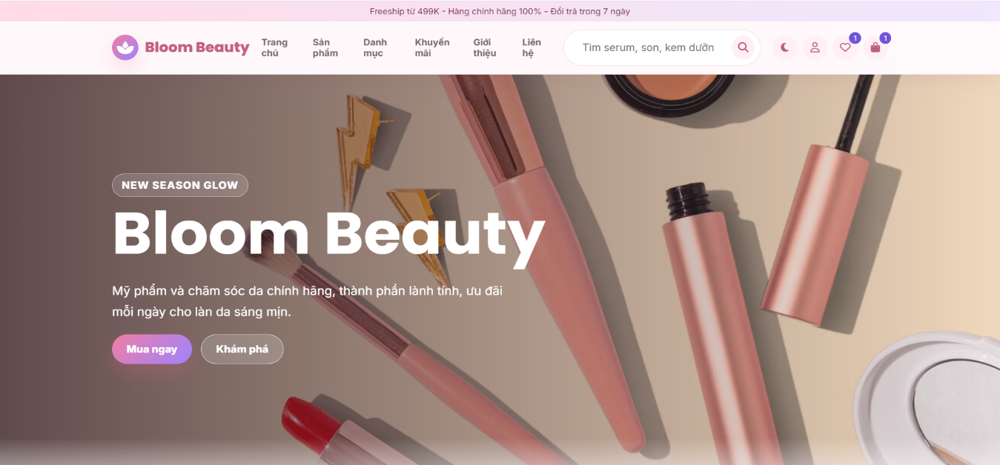 Freeship từ 499K - Hàng chính hãng 100% - Đổi trả trong 7 ngày
Bloom Beauty
Trang chủ
Sản phẩm
Danh mục
Khuyến mãi
Giới thiệu
Liên hệ
Tìm serum, son, kem dưỡn
1
1
NEW SEASON GLOW
Bloom Beauty
Mỹ phẩm và chăm sóc da chính hãng, thành phần lành tính, ưu đãi
mỗi ngày cho làn da sáng mịn.
Mua ngay
Khám phá